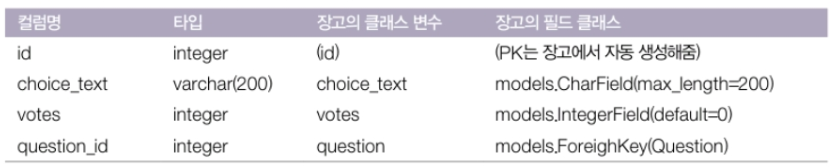 컬럼명 타입 장고의 클래스 변수 장고의 필드 클래스
id integer (id) (PK는 장고에서 자동 생성해줌)
choice_text varchar(200) choice_text models.CharField(max_length=200)
votes integer votes models.IntegerField(default=0)
question_id integer question models.ForeighKey(Question)